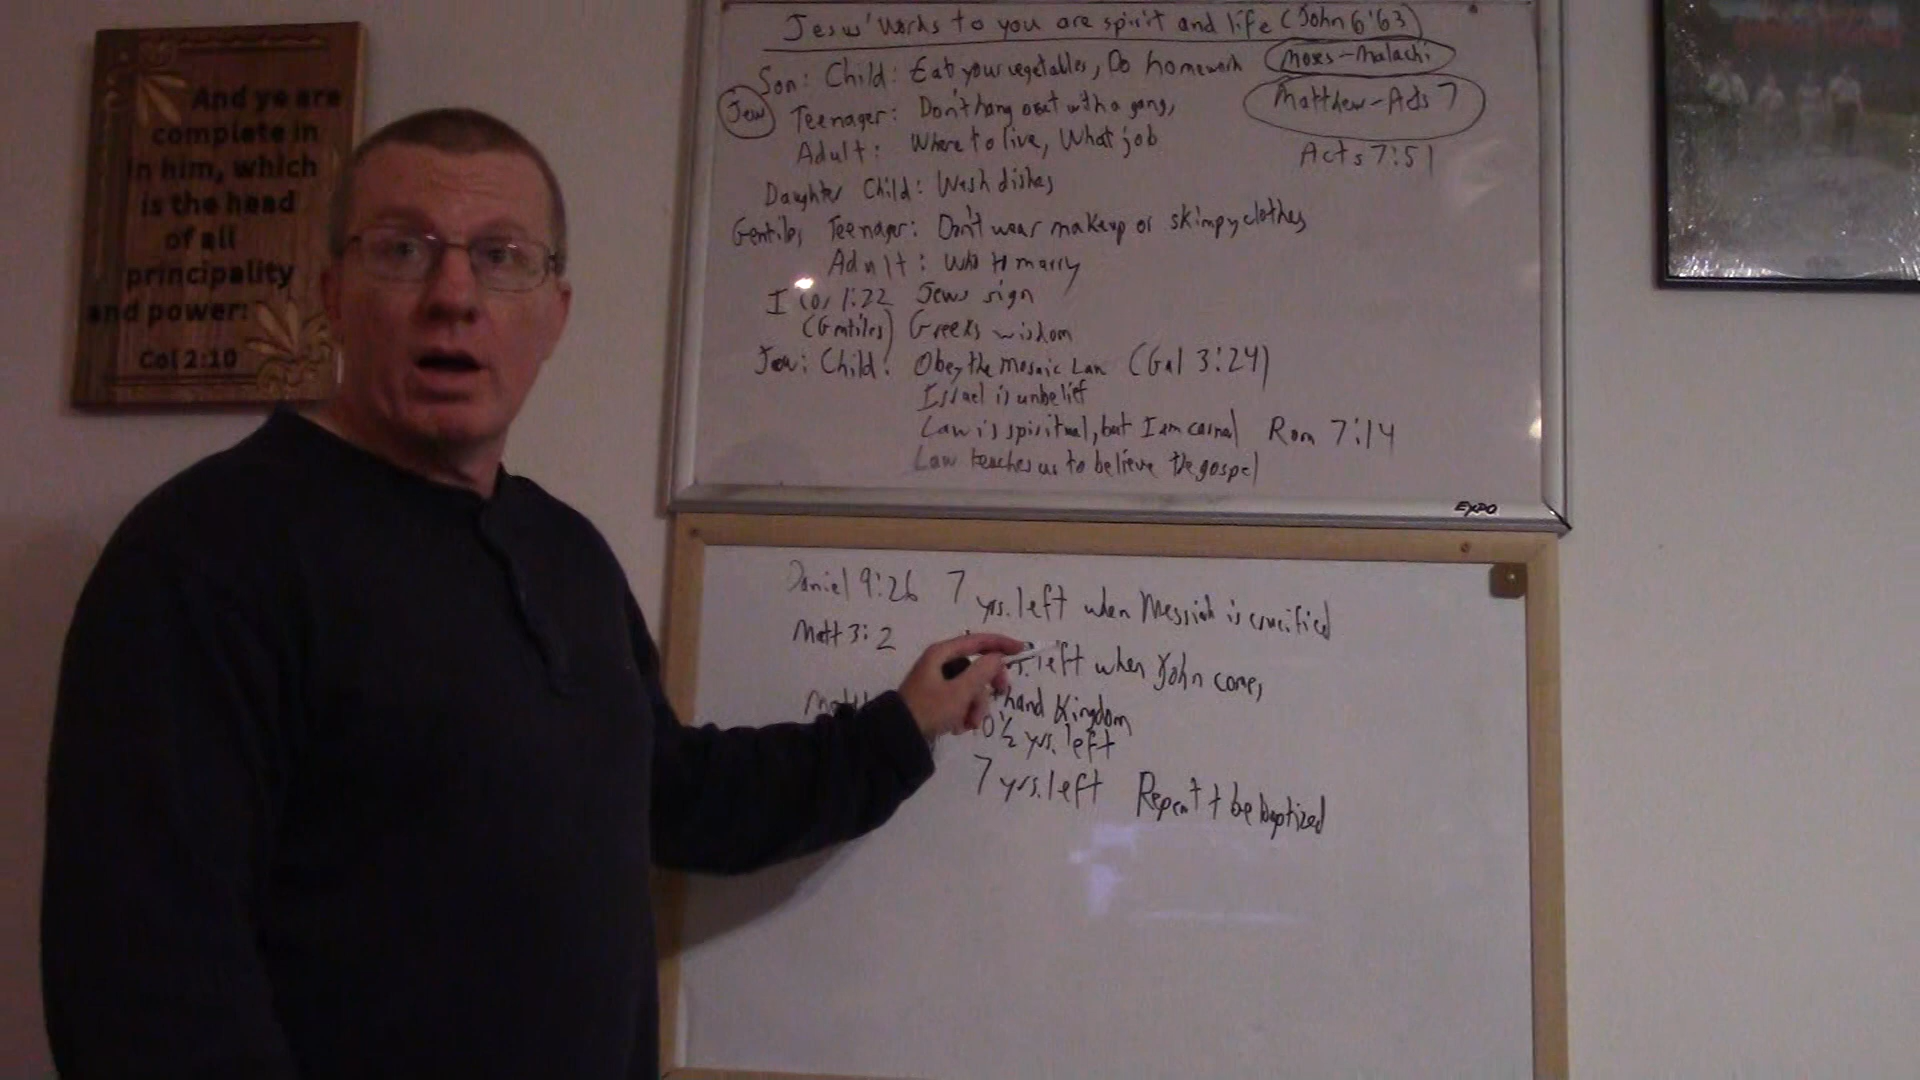 And ye are
complete in
in him, which
is the head
of all
principality
and power:
Col 2:10
Jesus' words to you are spirit and life (John 6:63)
Son: Child: Eat your vegetables, Do homework
Moses - Malachi
Jew
Teenager: Don't hang out with a gang,
Matthew - Acts 7
Adult: Where to live, What job
Acts 7:51
Daughter Child: Wash dishes
Gentiles Teenager: Don't wear makeup or skimpy clothes
Adult: Who to marry
I Cor 1:22 Jews sign
(Gentiles) Greeks wisdom
Jew: Child: Obey the Mosaic Law (Gal 3:24)
Israel is unbelief
Law is spiritual, but I am carnal Rom 7:14
Law teaches us to believe the gospel
EXPO
Daniel 9:26 7 yrs. left when Messiah is crucified
Matt 3:2
left when John comes,
hand Kingdom
0½ yrs. left
7 yrs. left Repent + be baptized